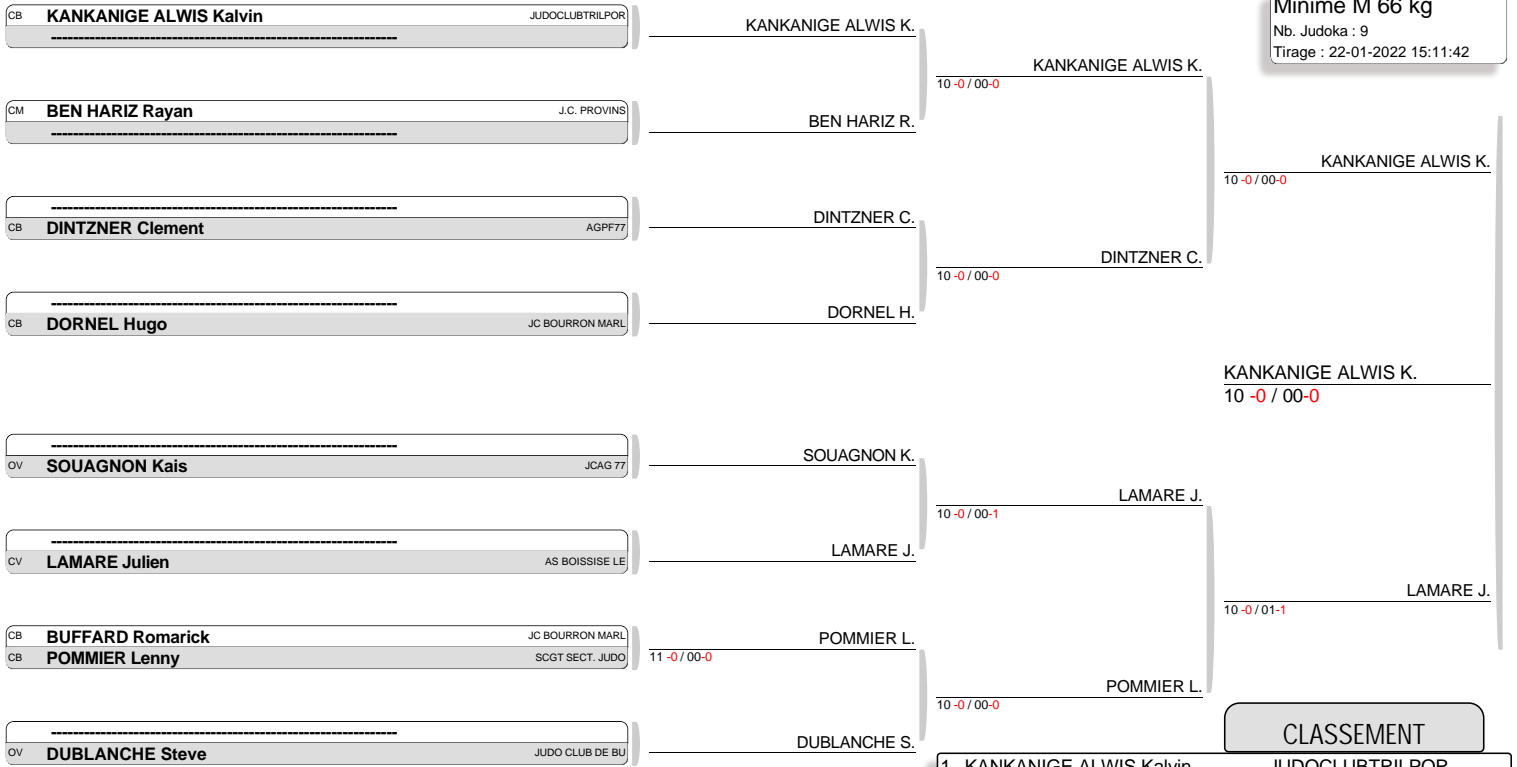 Minime M 66 kg
Nb. Judoka : 9
Tirage : 22-01-2022 15:11:42
CB KANKANIGE ALWIS Kalvin JUDOCLUBTRILPOR
--------------------------------------------------------------
CM BEN HARIZ Rayan J.C. PROVINS
--------------------------------------------------------------
--------------------------------------------------------------
CB DINTZNER Clement AGPF77
--------------------------------------------------------------
CB DORNEL Hugo JC BOURRON MARL
--------------------------------------------------------------
OV SOUAGNON Kais JCAG 77
--------------------------------------------------------------
CV LAMARE Julien AS BOISSISE LE
CB BUFFARD Romarick JC BOURRON MARL
CB POMMIER Lenny SCGT SECT. JUDO
--------------------------------------------------------------
OV DUBLANCHE Steve JUDO CLUB DE BU
KANKANIGE ALWIS K.
BEN HARIZ R.
DINTZNER C.
DORNEL H.
SOUAGNON K.
LAMARE J.
POMMIER L.
11 -0 / 00-0
DUBLANCHE S.
KANKANIGE ALWIS K.
10 -0 / 00-0
DINTZNER C.
10 -0 / 00-0
LAMARE J.
10 -0 / 00-1
POMMIER L.
10 -0 / 00-0
KANKANIGE ALWIS K.
10 -0 / 00-0
LAMARE J.
10 -0 / 01-1
KANKANIGE ALWIS K.
10 -0 / 00-0
CLASSEMENT
1 KANKANIGE ALWIS Kalvin JUDOCLUBTRILPOR